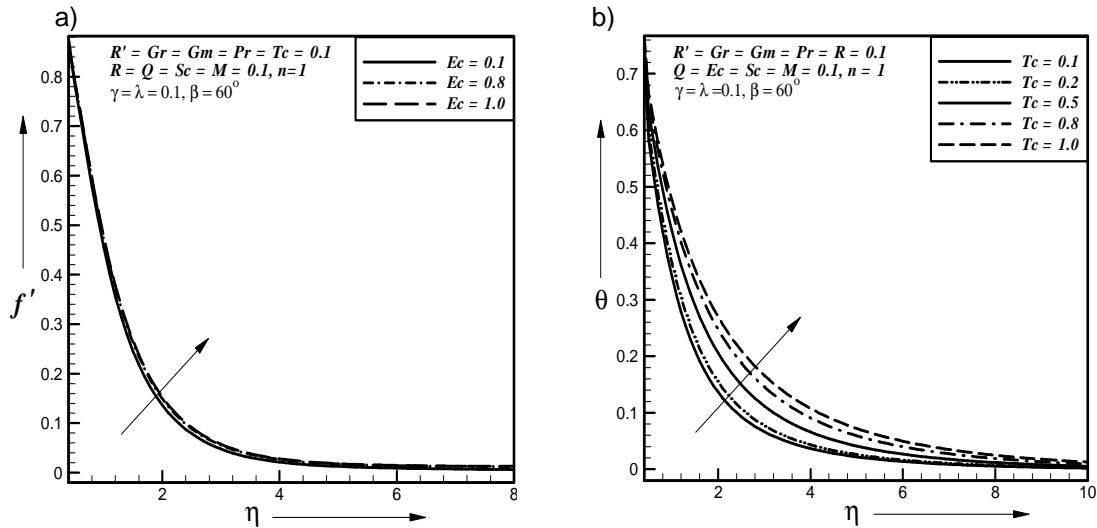 a)
R' = Gr = Gm = Pr = Tc = 0.1
R = Q = Sc = M = 0.1, n=1
γ = λ = 0.1, β = 60°
Ec = 0.1
Ec = 0.8
Ec = 1.0
0.8
0.7
0.6
0.5
0.4
0.3
0.2
0.1
0
f'
2
4
6
8
η
b)
R' = Gr = Gm = Pr = R = 0.1
Q = Ec = Sc = M = 0.1, n = 1
γ = λ =0.1, β = 60°
Tc = 0.1
Tc = 0.2
Tc = 0.5
Tc = 0.8
Tc = 1.0
0.7
0.6
0.5
0.4
0.3
0.2
0.1
0
θ
2
4
6
8
10
η